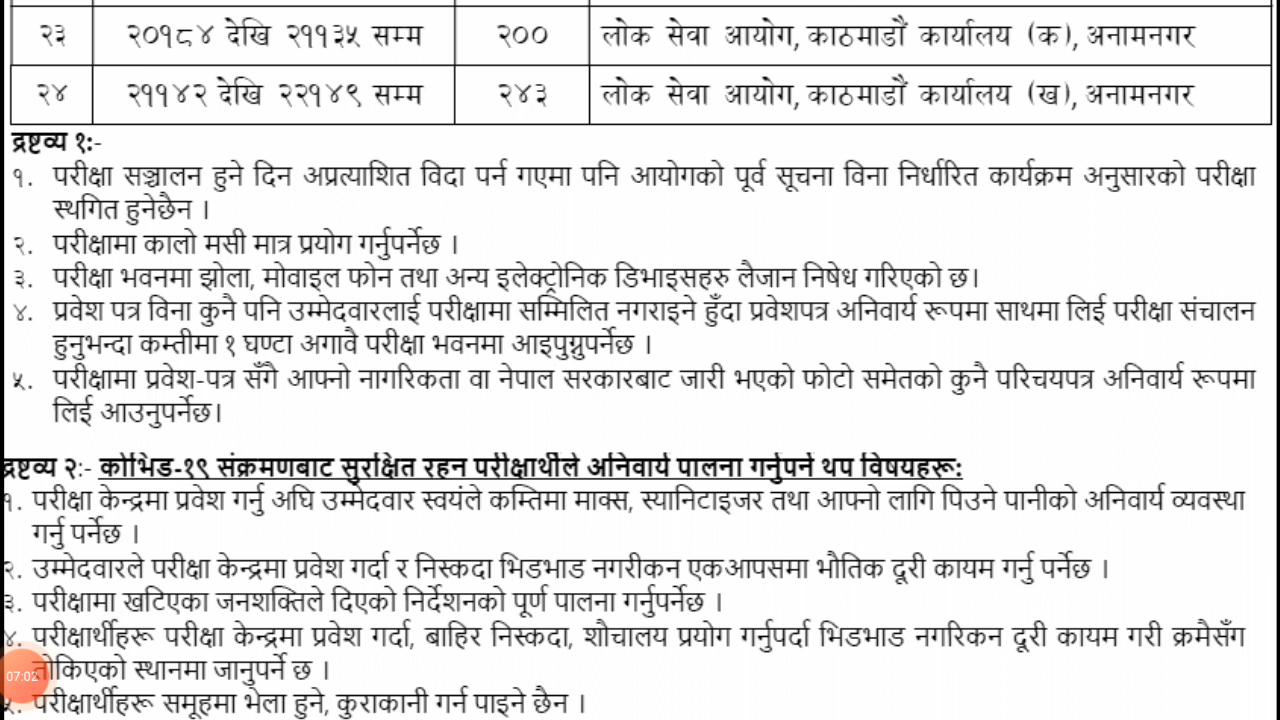 २३ २०१८४ देखि २११३५ सम्म २०० लोक सेवा आयोग, काठमाडौं कार्यालय (क), अनामनगर
२४ २११४२ देखि २२१४९ सम्म २४३ लोक सेवा आयोग, काठमाडौं कार्यालय (ख), अनामनगर
द्रष्टव्य १:-
१. परीक्षा सञ्चालन हुने दिन अप्रत्याशित विदा पर्न गएमा पनि आयोगको पूर्व सूचना विना निर्धारित कार्यक्रम अनुसारको परीक्षा
स्थगित हुनेछैन ।
२. परीक्षामा कालो मसी मात्र प्रयोग गर्नुपर्नेछ ।
३. परीक्षा भवनमा झोला, मोवाइल फोन तथा अन्य इलेक्ट्रोनिक डिभाइसहरु लैजान निषेध गरिएको छ।
४. प्रवेश पत्र विना कुनै पनि उम्मेदवारलाई परीक्षामा सम्मिलित नगराइने हुँदा प्रवेशपत्र अनिवार्य रूपमा साथमा लिई परीक्षा संचालन
हुनुभन्दा कम्तीमा १ घण्टा अगावै परीक्षा भवनमा आइपुग्नुपर्नेछ ।
५. परीक्षामा प्रवेश-पत्र सँगै आफ्नो नागरिकता वा नेपाल सरकारबाट जारी भएको फोटो समेतको कुनै परिचयपत्र अनिवार्य रूपमा
लिई आउनुपर्नेछ।
द्रष्टव्य २:- कोभिड-१९ संक्रमणबाट सुरक्षित रहन परीक्षार्थीले अनिवार्य पालना गर्नुपर्ने थप विषयहरू:
१. परीक्षा केन्द्रमा प्रवेश गर्नु अघि उम्मेदवार स्वयंले कम्तिमा माक्स, स्यानिटाइजर तथा आफ्नो लागि पिउने पानीको अनिवार्य व्यवस्था
गर्नु पर्नेछ ।
२. उम्मेदवारले परीक्षा केन्द्रमा प्रवेश गर्दा र निस्कदा भिडभाड नगरीकन एकआपसमा भौतिक दूरी कायम गर्नु पर्नेछ ।
३. परीक्षामा खटिएका जनशक्तिले दिएको निर्देशनको पूर्ण पालना गर्नुपर्नेछ ।
४. परीक्षार्थीहरू परीक्षा केन्द्रमा प्रवेश गर्दा, बाहिर निस्कदा, शौचालय प्रयोग गर्नुपर्दा भिडभाड नगरिकन दूरी कायम गरी क्रमैसँग
07:02 तोकिएको स्थानमा जानुपर्ने छ ।
५. परीक्षार्थीहरू समूहमा भेला हुने, कुराकानी गर्न पाइने छैन ।